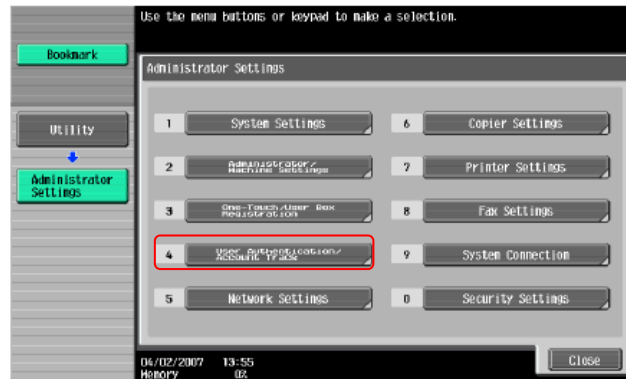 Use the menu buttons or keypad to make a selection.
Bookmark
Administrator Settings
Utility
Administrator
Settings
1 System Settings
2 Administrator/
Machine Settings
3 One-Touch/User Box
Registration
4 User Authentication/
Account Track
5 Network Settings
6 Copier Settings
7 Printer Settings
8 Fax Settings
9 System Connection
0 Security Settings
04/02/2007 13:55
Memory 0%
Close